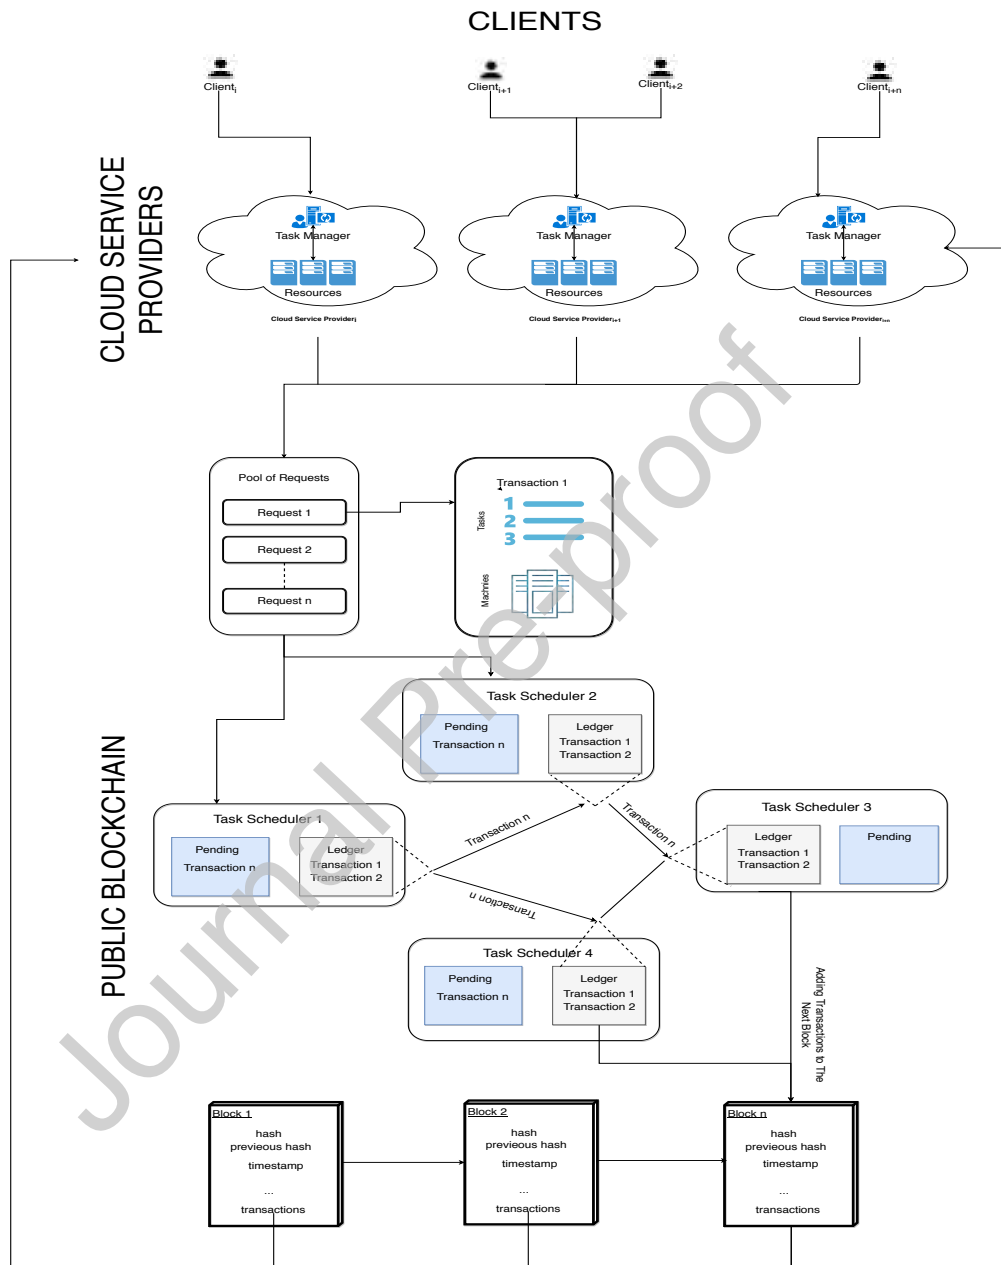 CLIENTS
Client_i
Client_i+1
Client_i+2
Client_i+n
CLOUD SERVICE
PROVIDERS
Task Manager
Resources
Cloud Service Provider_i
Task Manager
Resources
Cloud Service Provider_i+1
Task Manager
Resources
Cloud Service Provider_i+n
Pool of Requests
Request 1
Request 2
Request n
Transaction 1
Tasks
1
2
3
Machnies
PUBLIC BLOCKCHAIN
Task Scheduler 2
Pending
Transaction n
Ledger
Transaction 1
Transaction 2
Task Scheduler 1
Pending
Transaction n
Ledger
Transaction 1
Transaction 2
Transaction n
Transaction n
Transaction n
Task Scheduler 3
Ledger
Transaction 1
Transaction 2
Pending
Task Scheduler 4
Pending
Transaction n
Ledger
Transaction 1
Transaction 2
Adding Transactions to The
Next Block
Block 1
hash
previeous hash
timestamp
...
transactions
Block 2
hash
previeous hash
timestamp
...
transactions
Block n
hash
previeous hash
timestamp
...
transactions
Journal Pre-proof